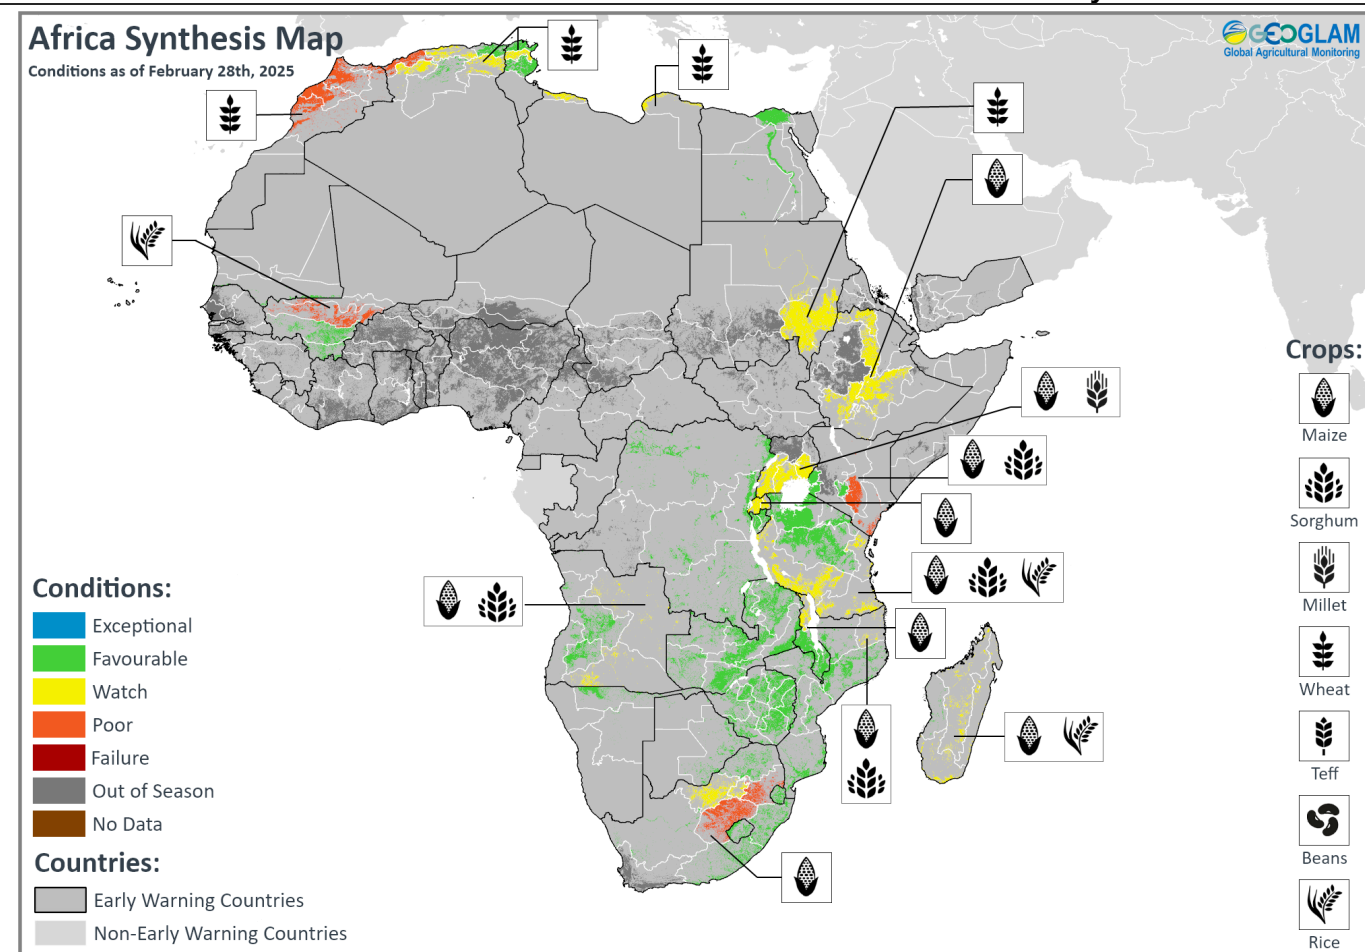 Africa Synthesis Map
Conditions as of February 28th, 2025
GEOGLAM
Global Agricultural Monitoring
Crops:
Maize
Sorghum
Millet
Wheat
Teff
Beans
Rice
Conditions:
Exceptional
Favourable
Watch
Poor
Failure
Out of Season
No Data
Countries:
Early Warning Countries
Non-Early Warning Countries